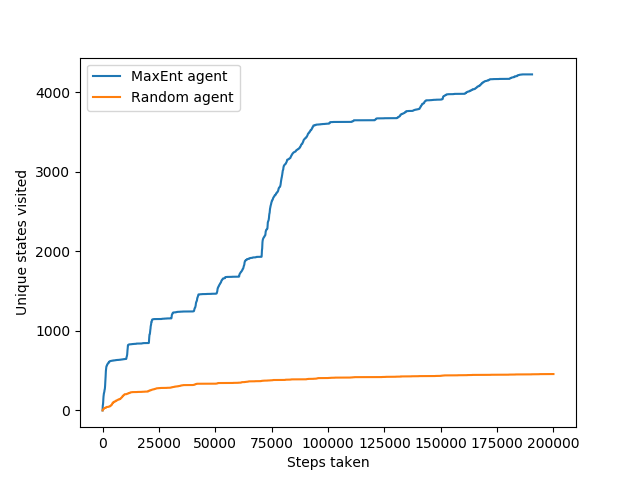 MaxEnt agent
Random agent
Unique states visited
4000
3000
2000
1000
0
0 25000 50000 75000 100000 125000 150000 175000 200000
Steps taken